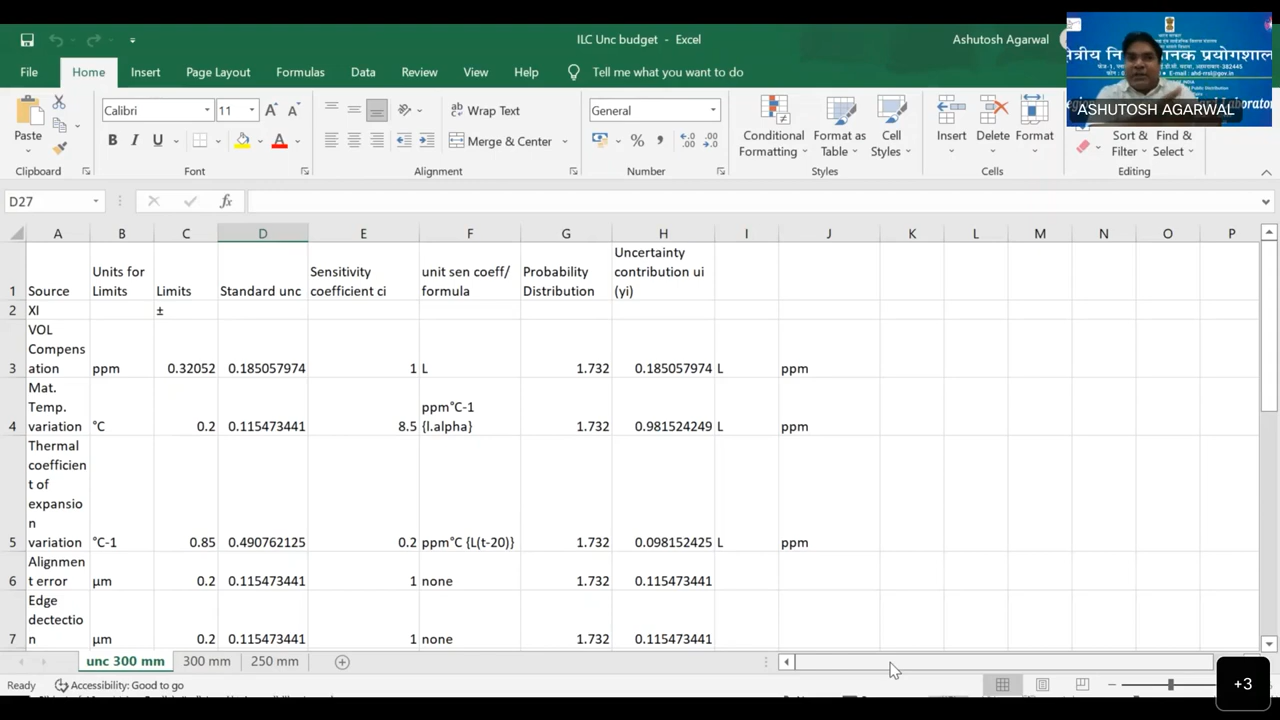 ILC Unc budget - Excel
Ashutosh Agarwal
File Home Insert Page Layout Formulas Data Review View Help Tell me what you want to do
Paste
Calibri 11
Wrap Text
Merge & Center
General
Conditional Formatting
Format as Table
Cell Styles
Insert Delete Format
Sort & Filter
Find & Select
Clipboard Font Alignment Number Styles Cells Editing
ASHUTOSH AGARWAL
D27 fx
A B C D E F G H I J K L M N O P
1 Source Units for Limits Limits Standard unc Sensitivity coefficient ci unit sen coeff/ formula Probability Distribution Uncertainty contribution ui (yi)
2 XI ±
3 VOL Compensation ppm 0.32052 0.185057974 1 L 1.732 0.185057974 L ppm
4 Mat. Temp. variation °C 0.2 0.115473441 8.5 ppm°C-1 {l.alpha} 1.732 0.981524249 L ppm
5 Thermal coefficient of expansion variation °C-1 0.85 0.490762125 0.2 ppm°C {L(t-20)} 1.732 0.098152425 L ppm
6 Alignment error µm 0.2 0.115473441 1 none 1.732 0.115473441
7 Edge dectection µm 0.2 0.115473441 1 none 1.732 0.115473441
unc 300 mm 300 mm 250 mm
Ready Accessibility: Good to go
+3